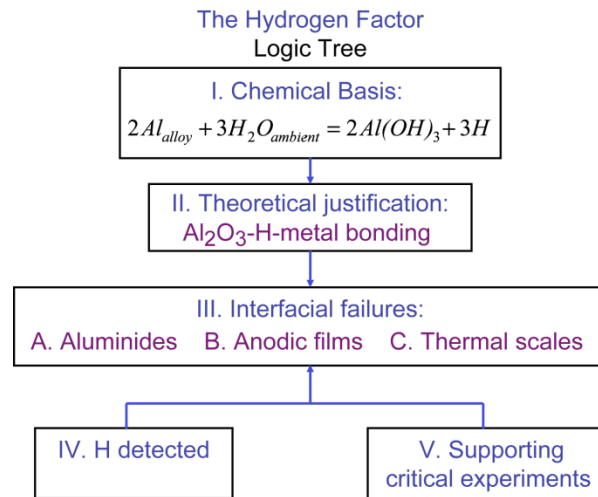 The Hydrogen Factor
Logic Tree
I. Chemical Basis:
2Al_alloy + 3H₂O_ambient = 2Al(OH)₃ + 3H
II. Theoretical justification:
Al₂O₃-H-metal bonding
III. Interfacial failures:
A. Aluminides B. Anodic films C. Thermal scales
IV. H detected
V. Supporting
critical experiments